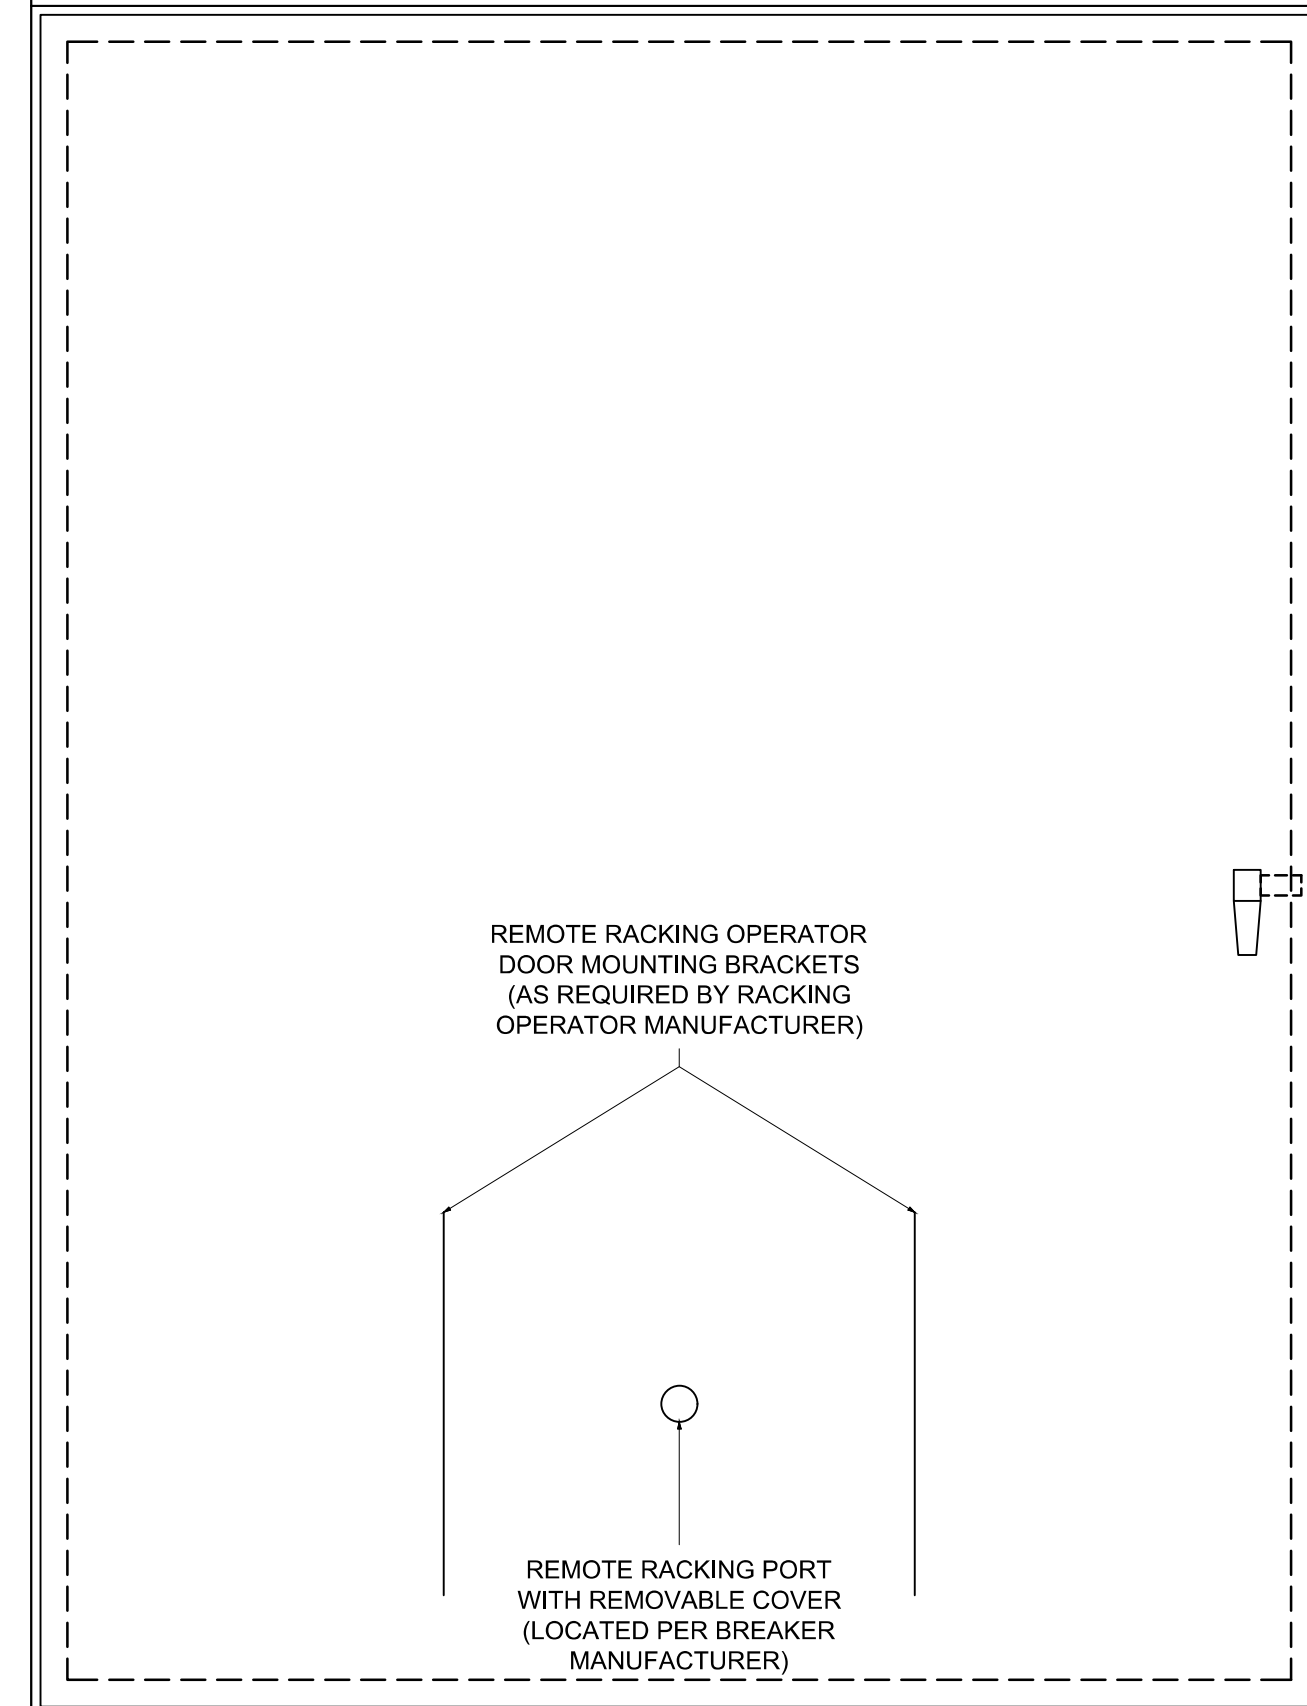 REMOTE RACKING OPERATOR
DOOR MOUNTING BRACKETS
(AS REQUIRED BY RACKING
OPERATOR MANUFACTURER)
REMOTE RACKING PORT
WITH REMOVABLE COVER
(LOCATED PER BREAKER
MANUFACTURER)